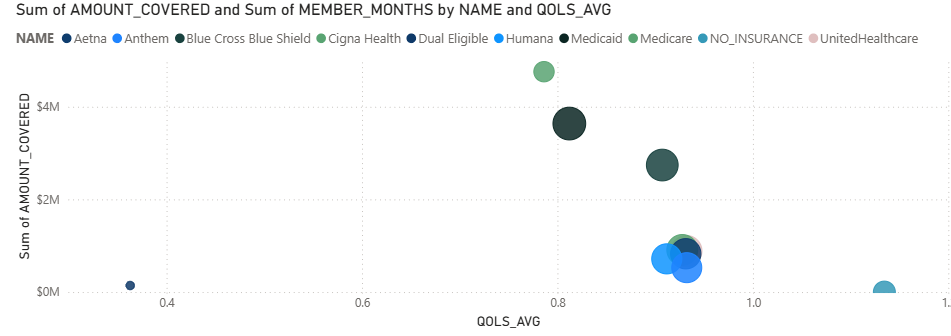 Sum of AMOUNT_COVERED and Sum of MEMBER_MONTHS by NAME and QOLS_AVG
NAME Aetna Anthem Blue Cross Blue Shield Cigna Health Dual Eligible Humana Medicaid Medicare NO_INSURANCE UnitedHealthcare
Sum of AMOUNT_COVERED
$4M
$2M
$0M
0.4 0.6 0.8 1.0 1...
QOLS_AVG